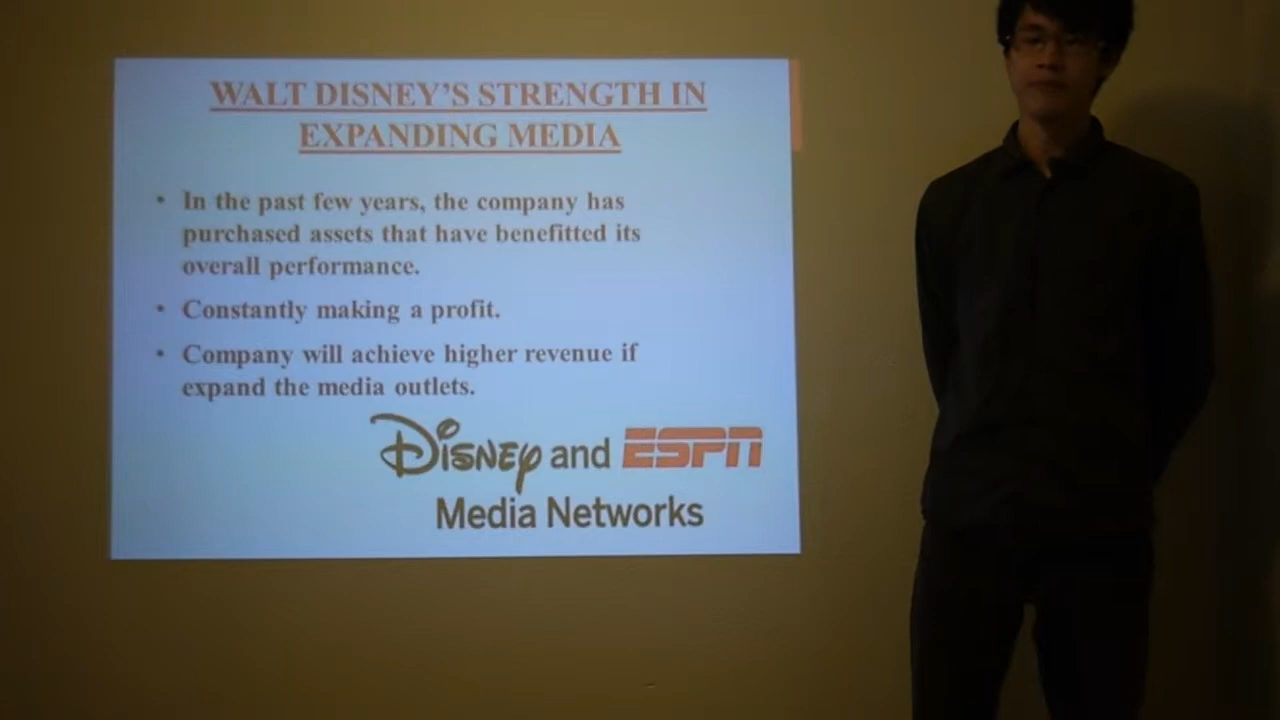 WALT DISNEY'S STRENGTH IN
EXPANDING MEDIA
• In the past few years, the company has
purchased assets that have benefitted its
overall performance.
• Constantly making a profit.
• Company will achieve higher revenue if
expand the media outlets.
Disney and ESPN
Media Networks